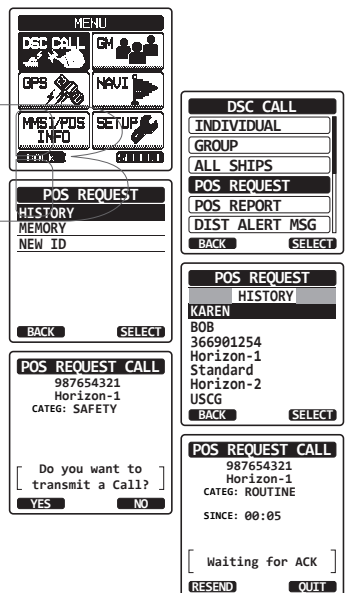 MENU
DSC CALL
GM
GPS
NAVI
MMSI/POS
INFO
SETUP
BACK
POS REQUEST
HISTORY
MEMORY
NEW ID
BACK SELECT
POS REQUEST CALL
987654321
Horizon-1
CATEG: SAFETY
Do you want to
transmit a Call?
YES NO
DSC CALL
INDIVIDUAL
GROUP
ALL SHIPS
POS REQUEST
POS REPORT
DIST ALERT MSG
BACK SELECT
POS REQUEST
HISTORY
KAREN
BOB
366901254
Horizon-1
Standard
Horizon-2
USCG
BACK SELECT
POS REQUEST CALL
987654321
Horizon-1
CATEG: ROUTINE
SINCE: 00:05
Waiting for ACK
RESEND QUIT